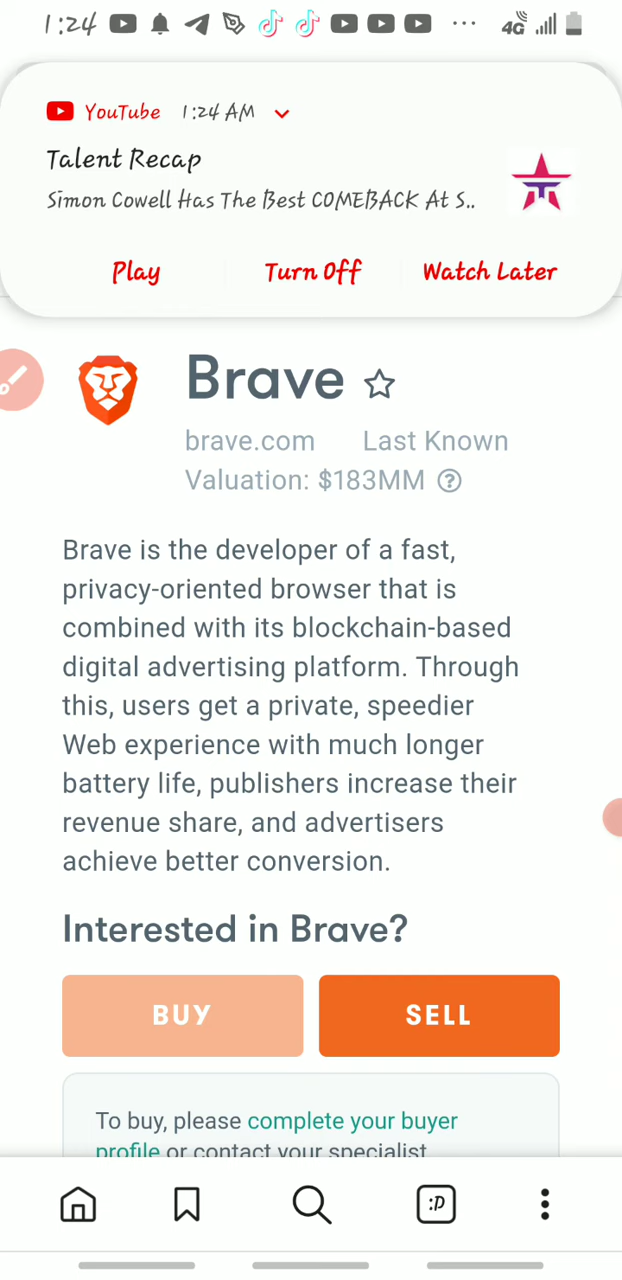 1:24 4G
YouTube 1:24 AM
Talent Recap
Simon Cowell Has The Best COMEBACK At S..
Play Turn Off Watch Later
Brave
brave.com Last Known
Valuation: $183MM ?
Brave is the developer of a fast,
privacy-oriented browser that is
combined with its blockchain-based
digital advertising platform. Through
this, users get a private, speedier
Web experience with much longer
battery life, publishers increase their
revenue share, and advertisers
achieve better conversion.
Interested in Brave?
BUY SELL
To buy, please complete your buyer
profile or contact your specialist
:D